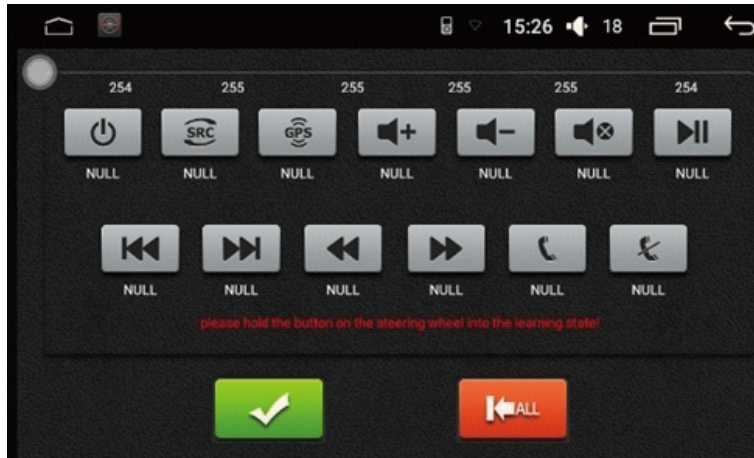 15:26 18
254 255 255 255 255 254
SRC GPS
NULL NULL NULL NULL NULL NULL NULL
NULL NULL NULL NULL NULL NULL
please hold the button on the steering wheel into the learning state!
ALL